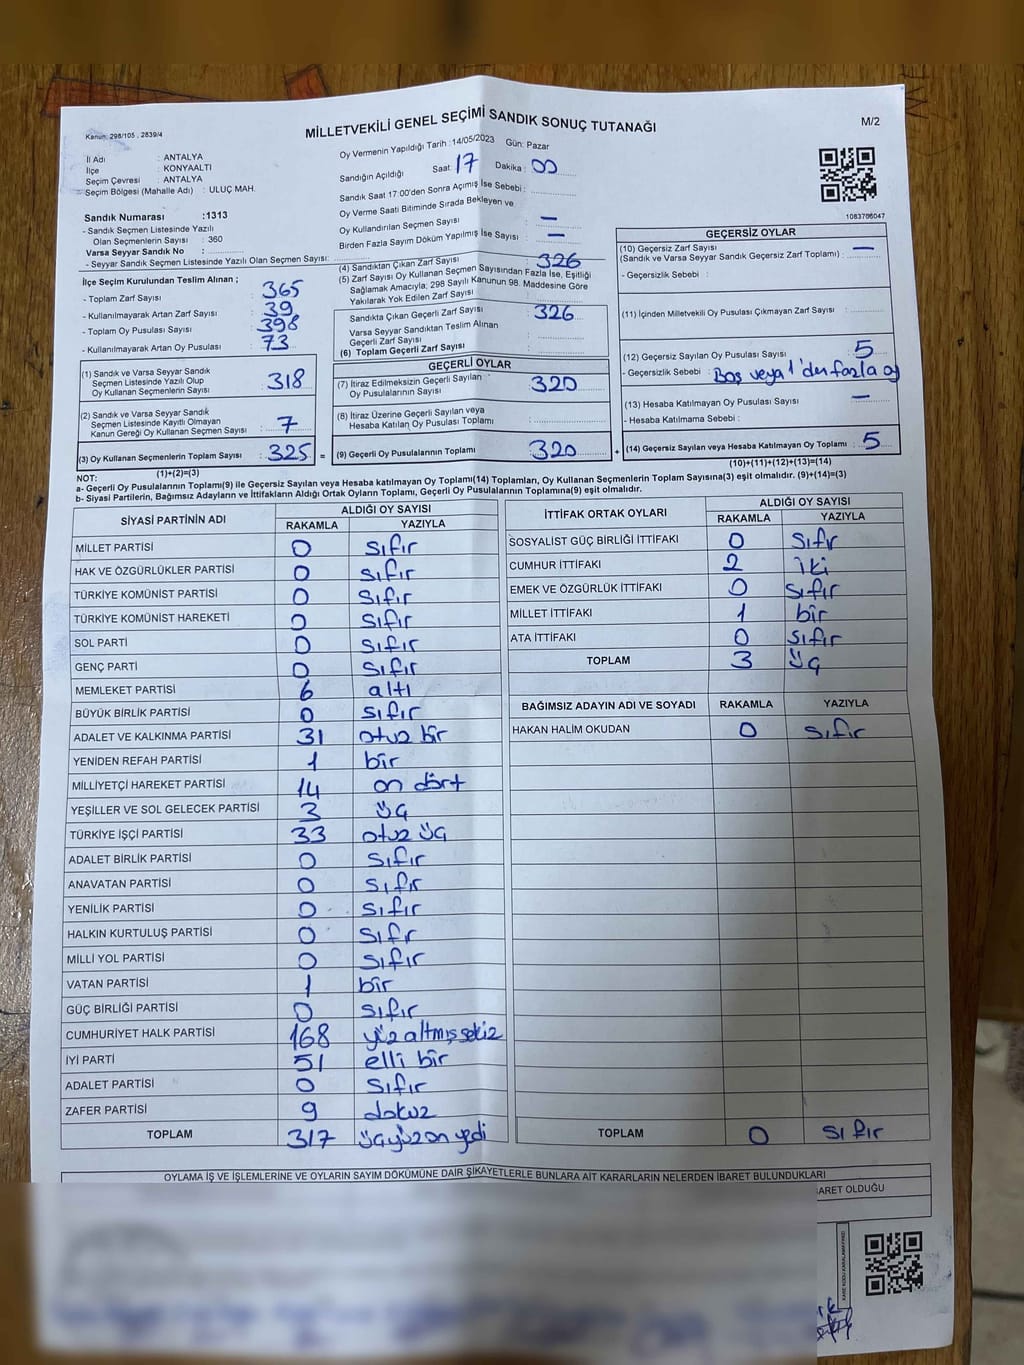 Kanun: 298/105 , 2839/4
MİLLETVEKİLİ GENEL SEÇİMİ SANDIK SONUÇ TUTANAĞI
M/2
İl Adı : ANTALYA
İlçe : KONYAALTI
Seçim Çevresi : ANTALYA
Seçim Bölgesi (Mahalle Adı) : ULUÇ MAH.
Sandık Numarası :1313
- Sandık Seçmen Listesinde Yazılı
Olan Seçmenlerin Sayısı : 360
Varsa Seyyar Sandık No :
- Seyyar Sandık Seçmen Listesinde Yazılı Olan Seçmen Sayısı:
Oy Vermenin Yapıldığı Tarih :14/05/2023 Gün: Pazar
Sandığın Açıldığı Saat: 17 Dakika : 00
Sandık Saat 17:00'den Sonra Açımış İse Sebebi :
Oy Verme Saati Bitiminde Sırada Bekleyen ve
Oy Kullandırılan Seçmen Sayısı : —
Birden Fazla Sayım Döküm Yapılmış İse Sayısı : —
1083706047
İlçe Seçim Kurulundan Teslim Alınan ;
- Toplam Zarf Sayısı : 365
- Kullanılmayarak Artan Zarf Sayısı : 39
- Toplam Oy Pusulası Sayısı : 398
- Kullanılmayarak Artan Oy Pusulası : 73
(1) Sandık ve Varsa Seyyar Sandık
Seçmen Listesinde Yazılı Olup
Oy Kullanan Seçmenlerin Sayısı : 318
(2) Sandık ve Varsa Seyyar Sandık
Seçmen Listesinde Kayıtlı Olmayan
Kanun Gereği Oy Kullanan Seçmen Sayısı : 7
(3) Oy Kullanan Seçmenlerin Toplam Sayısı : 325 =
(1)+(2)=(3)
(4) Sandıktan Çıkan Zarf Sayısı : 326
(5) Zarf Sayısı Oy Kullanan Seçmen Sayısından Fazla İse, Eşitliği
Sağlamak Amacıyla; 298 Sayılı Kanunun 98. Maddesine Göre
Yakılarak Yok Edilen Zarf Sayısı :
Sandıkta Çıkan Geçerli Zarf Sayısı : 326
Varsa Seyyar Sandıktan Teslim Alınan
Geçerli Zarf Sayısı :
(6) Toplam Geçerli Zarf Sayısı :
GEÇERLİ OYLAR
(7) İtiraz Edilmeksizin Geçerli Sayılan
Oy Pusulalarının Sayısı : 320
(8) İtiraz Üzerine Geçerli Sayılan veya
Hesaba Katılan Oy Pusulası Toplamı :
(9) Geçerli Oy Pusulalarının Toplamı : 320 +
GEÇERSİZ OYLAR
(10) Geçersiz Zarf Sayısı
(Sandık ve Varsa Seyyar Sandık Geçersiz Zarf Toplamı) : —
- Geçersizlik Sebebi :
(11) İçinden Milletvekili Oy Pusulası Çıkmayan Zarf Sayısı :
(12) Geçersiz Sayılan Oy Pusulası Sayısı : 5
- Geçersizlik Sebebi : Boş veya 1'den fazla oy
(13) Hesaba Katılmayan Oy Pusulası Sayısı : —
- Hesaba Katılmama Sebebi :
(14) Geçersiz Sayılan veya Hesaba Katılmayan Oy Toplamı : 5
(10)+(11)+(12)+(13)=(14)
NOT:
a- Geçerli Oy Pusulalarının Toplamı(9) ile Geçersiz Sayılan veya Hesaba katılmayan Oy Toplamı(14) Toplamları, Oy Kullanan Seçmenlerin Toplam Sayısına(3) eşit olmalıdır. (9)+(14)=(3)
b- Siyasi Partilerin, Bağımsız Adayların ve İttifakların Aldığı Ortak Oyların Toplamı, Geçerli Oy Pusulalarının Toplamına(9) eşit olmalıdır.
SİYASİ PARTİNİN ADI ALDIĞI OY SAYISI
RAKAMLA YAZIYLA
MİLLET PARTİSİ 0 sıfır
HAK VE ÖZGÜRLÜKLER PARTİSİ 0 sıfır
TÜRKİYE KOMÜNİST PARTİSİ 0 sıfır
TÜRKİYE KOMÜNİST HAREKETİ 0 sıfır
SOL PARTİ 0 sıfır
GENÇ PARTİ 0 sıfır
MEMLEKET PARTİSİ 6 altı
BÜYÜK BİRLİK PARTİSİ 0 sıfır
ADALET VE KALKINMA PARTİSİ 31 otuz bir
YENİDEN REFAH PARTİSİ 1 bir
MİLLİYETÇİ HAREKET PARTİSİ 14 on dört
YEŞİLLER VE SOL GELECEK PARTİSİ 3 üç
TÜRKİYE İŞÇİ PARTİSİ 33 otuz üç
ADALET BİRLİK PARTİSİ 0 sıfır
ANAVATAN PARTİSİ 0 sıfır
YENİLİK PARTİSİ 0 sıfır
HALKIN KURTULUŞ PARTİSİ 0 sıfr
MİLLİ YOL PARTİSİ 0 sıfır
VATAN PARTİSİ 1 bir
GÜÇ BİRLİĞİ PARTİSİ 0 sıfır
CUMHURİYET HALK PARTİSİ 168 yüz altmış sekiz
İYİ PARTİ 51 elli bir
ADALET PARTİSİ 0 sıfır
ZAFER PARTİSİ 9 dokuz
TOPLAM 317 üçyüz on yedi
İTTİFAK ORTAK OYLARI ALDIĞI OY SAYISI
RAKAMLA YAZIYLA
SOSYALİST GÜÇ BİRLİĞİ İTTİFAKI 0 sıfır
CUMHUR İTTİFAKI 2 iki
EMEK VE ÖZGÜRLÜK İTTİFAKI 0 sıfır
MİLLET İTTİFAKI 1 bir
ATA İTTİFAKI 0 sıfır
TOPLAM 3 üç
BAĞIMSIZ ADAYIN ADI VE SOYADI RAKAMLA YAZIYLA
HAKAN HALİM OKUDAN 0 sıfır
TOPLAM 0 sıfır
OYLAMA İŞ VE İŞLEMLERİNE VE OYLARIN SAYIM DÖKÜMÜNE DAİR ŞİKAYETLERLE BUNLARA AİT KARARLARIN NELERDEN İBARET BULUNDUKLARI
BARET OLDUĞU
KARE KODU KARALAMAYINIZ!